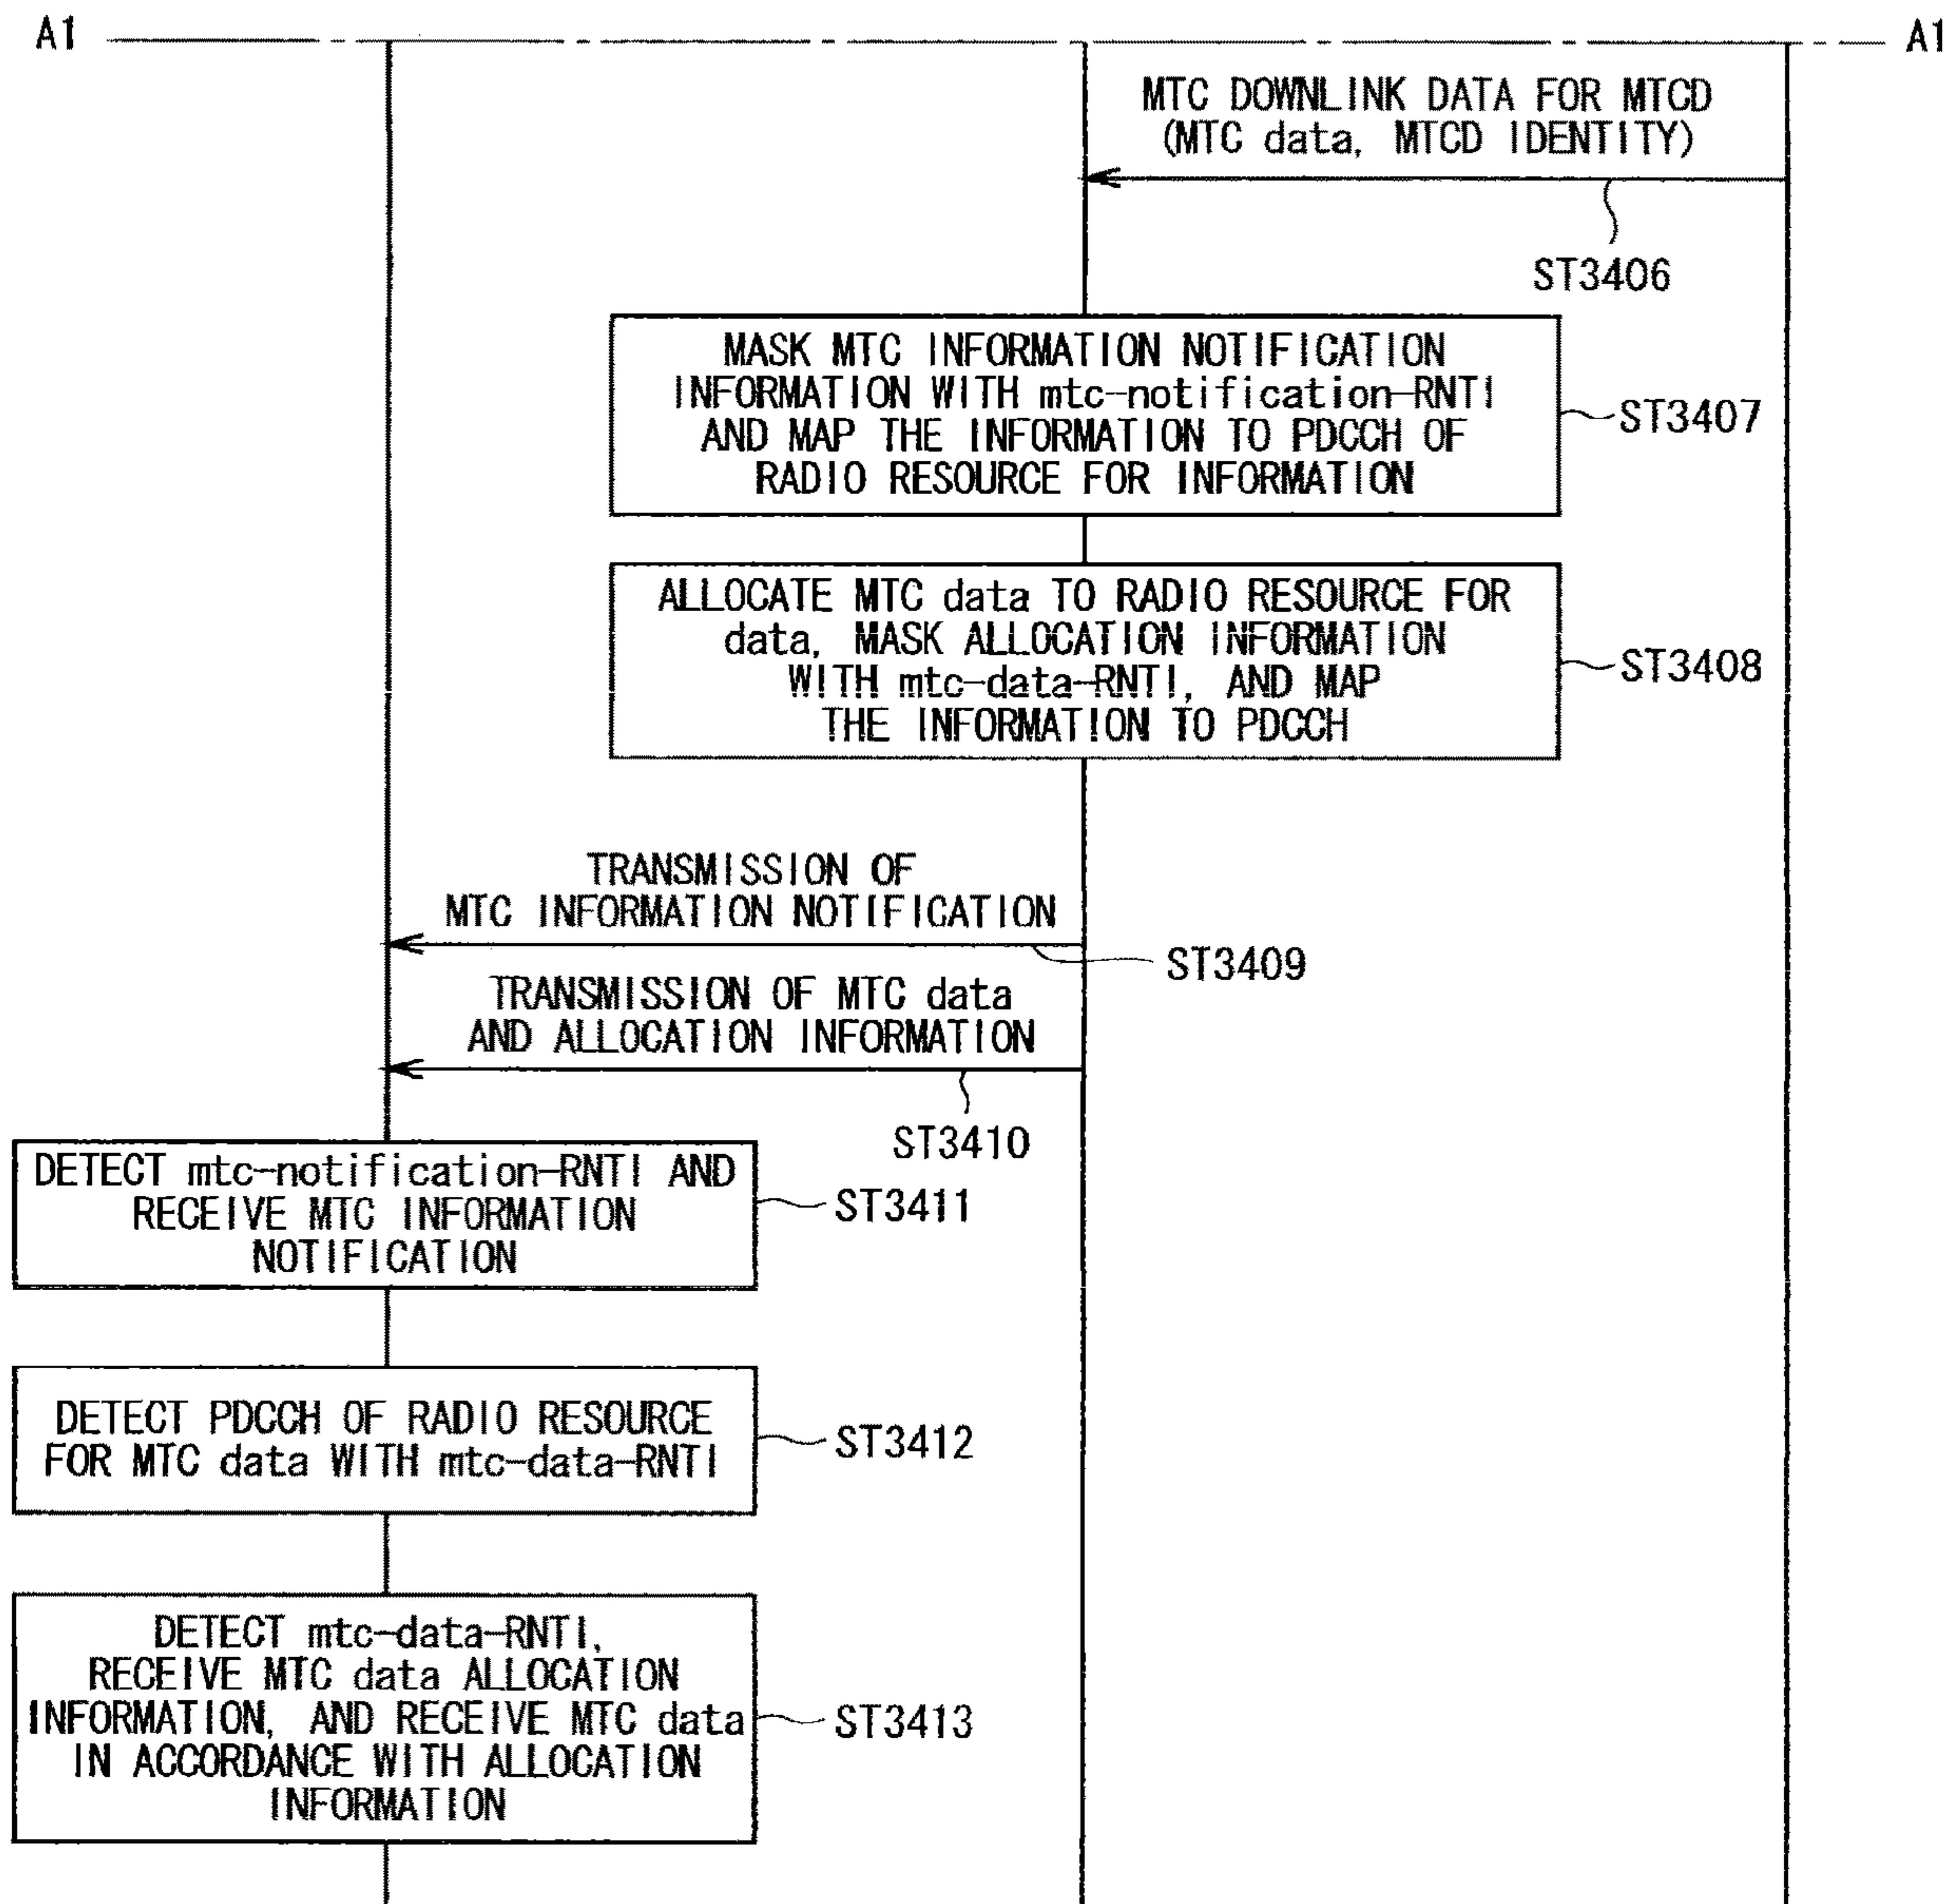 A1
A1
MTC DOWNLINK DATA FOR MTCD
(MTC data, MTCD IDENTITY)
ST3406
MASK MTC INFORMATION NOTIFICATION
INFORMATION WITH mtc-notification-RNTI
AND MAP THE INFORMATION TO PDCCH OF
RADIO RESOURCE FOR INFORMATION
ST3407
ALLOCATE MTC data TO RADIO RESOURCE FOR
data, MASK ALLOCATION INFORMATION
WITH mtc-data-RNTI, AND MAP
THE INFORMATION TO PDCCH
ST3408
TRANSMISSION OF
MTC INFORMATION NOTIFICATION
ST3409
TRANSMISSION OF MTC data
AND ALLOCATION INFORMATION
ST3410
DETECT mtc-notification-RNTI AND
RECEIVE MTC INFORMATION
NOTIFICATION
ST3411
DETECT PDCCH OF RADIO RESOURCE
FOR MTC data WITH mtc-data-RNTI
ST3412
DETECT mtc-data-RNTI,
RECEIVE MTC data ALLOCATION
INFORMATION, AND RECEIVE MTC data
IN ACCORDANCE WITH ALLOCATION
INFORMATION
ST3413